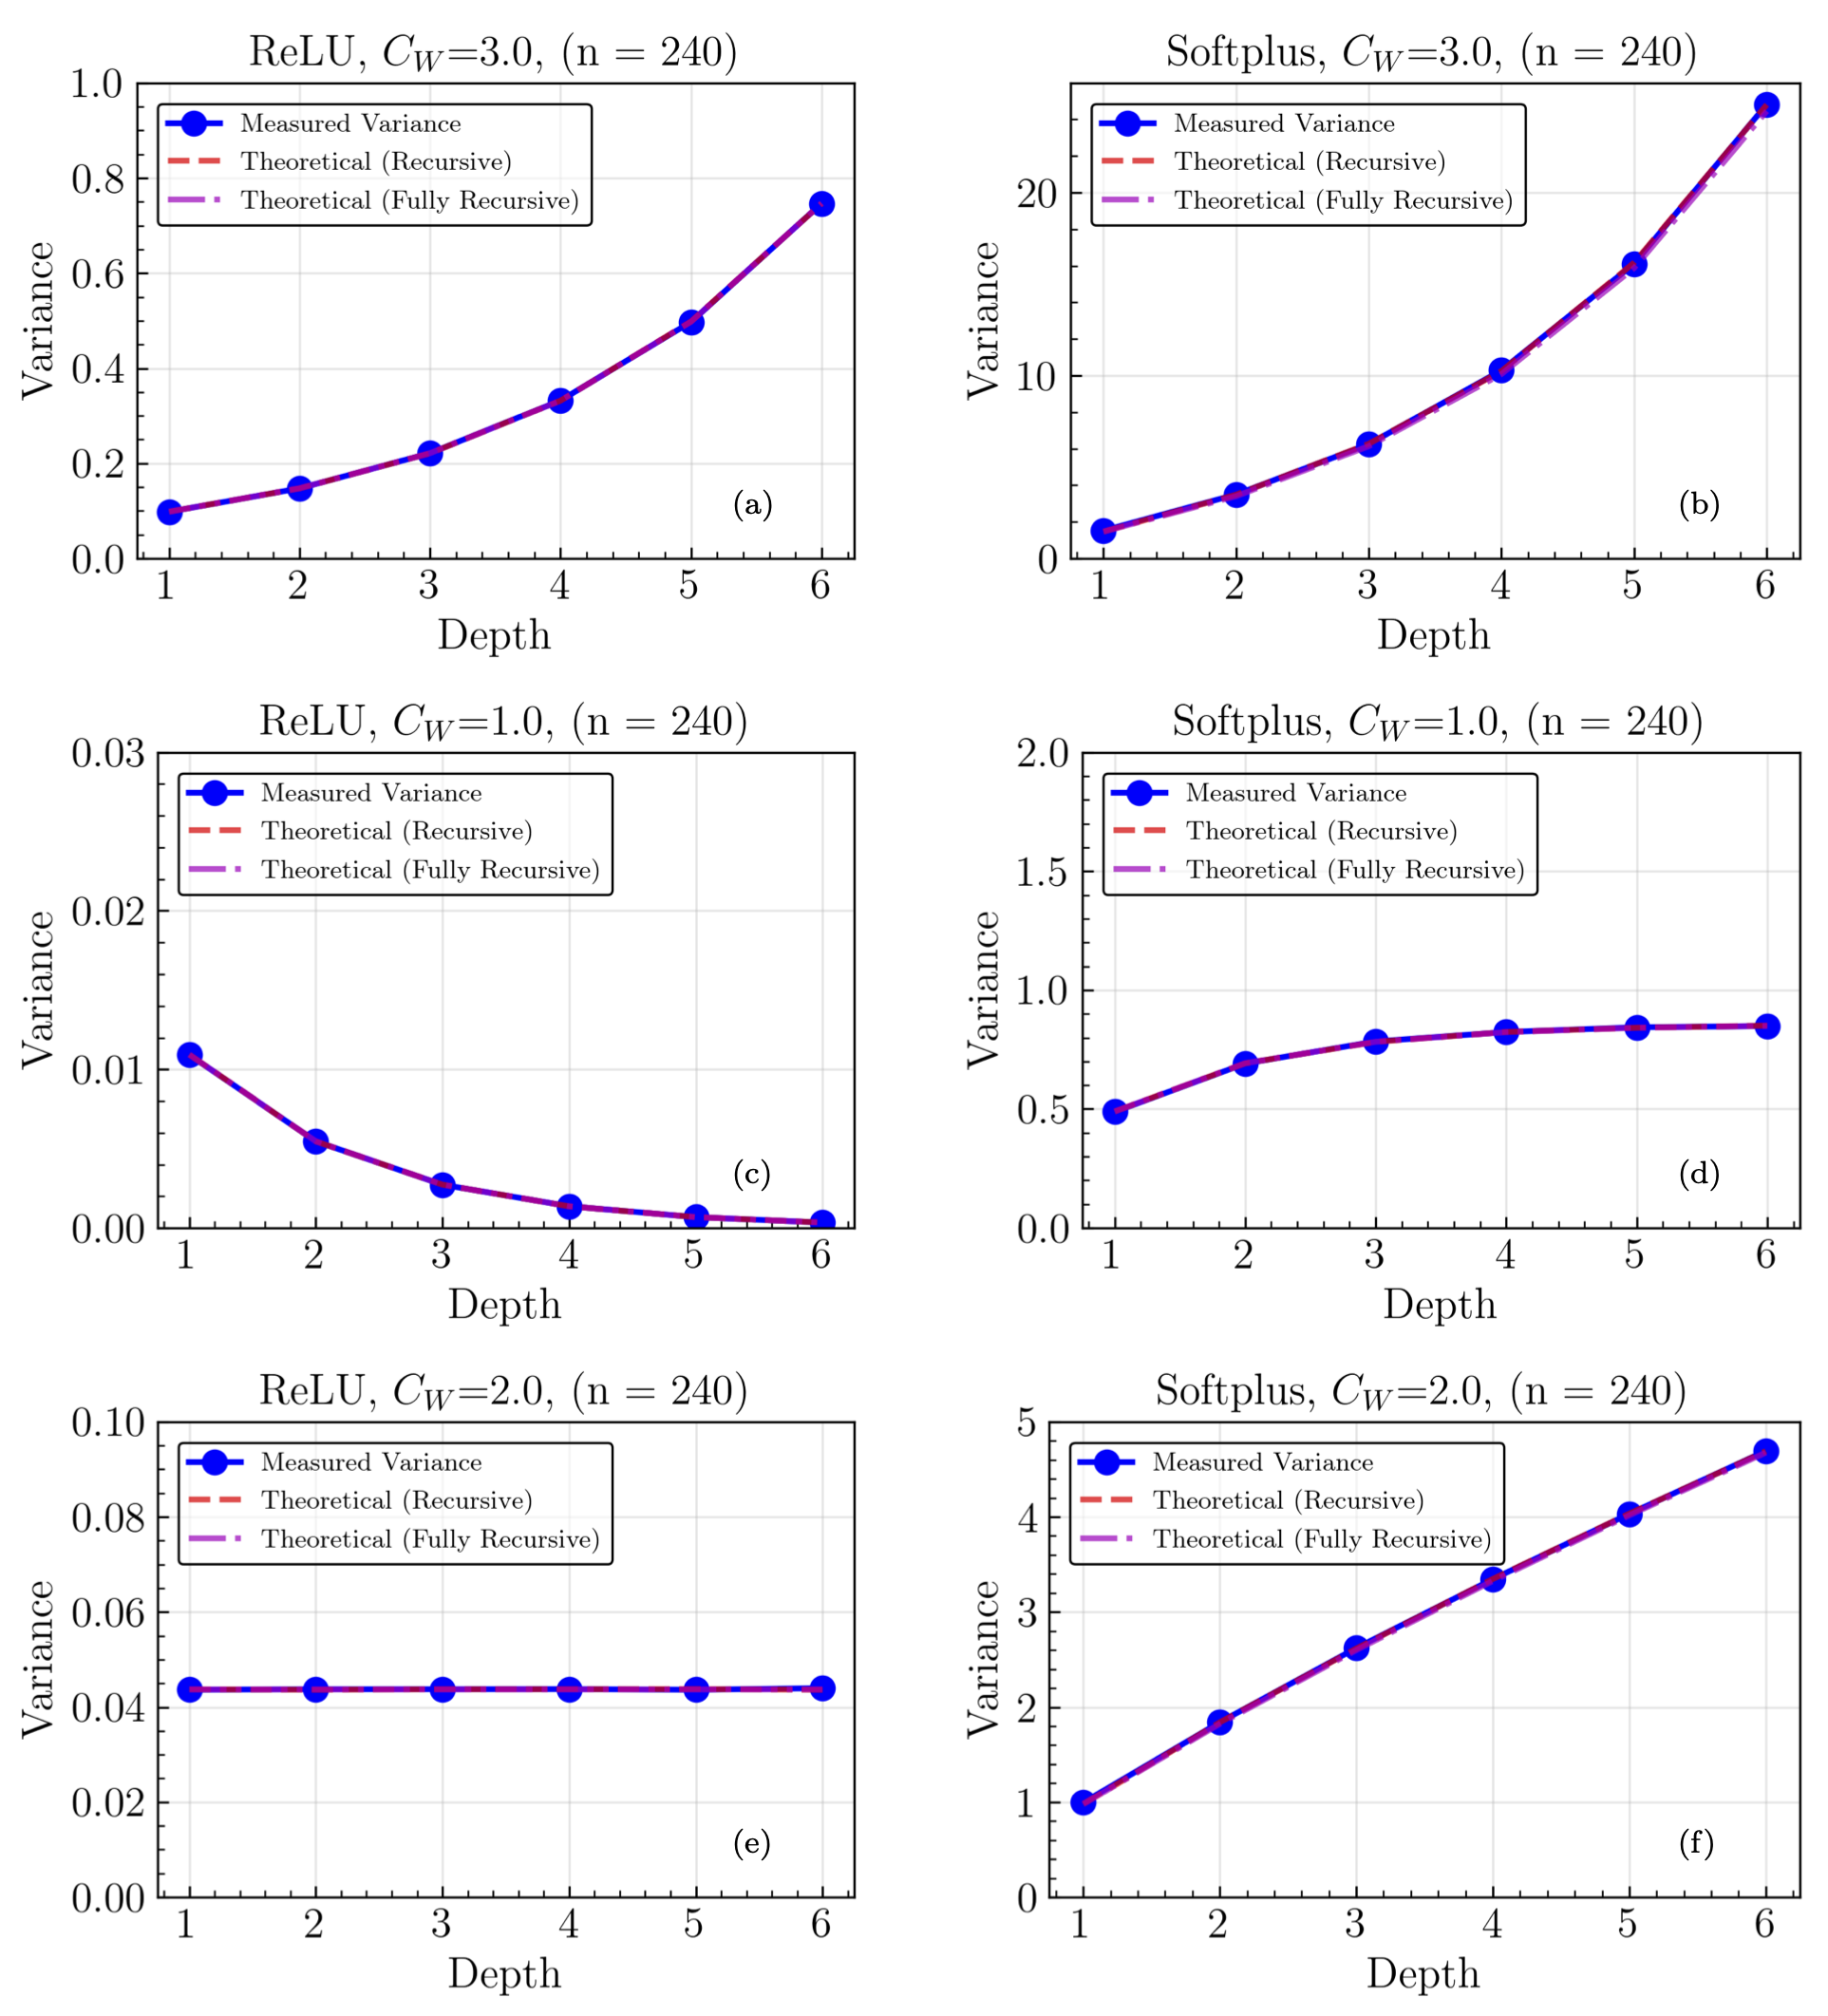 ReLU, C_W=3.0, (n = 240)
Measured Variance
Theoretical (Recursive)
Theoretical (Fully Recursive)
1.0
0.8
0.6
0.4
0.2
0.0
Variance
(a)
1 2 3 4 5 6
Depth
Softplus, C_W=3.0, (n = 240)
Measured Variance
Theoretical (Recursive)
Theoretical (Fully Recursive)
20
10
0
Variance
(b)
1 2 3 4 5 6
Depth
ReLU, C_W=1.0, (n = 240)
Measured Variance
Theoretical (Recursive)
Theoretical (Fully Recursive)
0.03
0.02
0.01
0.00
Variance
(c)
1 2 3 4 5 6
Depth
Softplus, C_W=1.0, (n = 240)
Measured Variance
Theoretical (Recursive)
Theoretical (Fully Recursive)
2.0
1.5
1.0
0.5
0.0
Variance
(d)
1 2 3 4 5 6
Depth
ReLU, C_W=2.0, (n = 240)
Measured Variance
Theoretical (Recursive)
Theoretical (Fully Recursive)
0.10
0.08
0.06
0.04
0.02
0.00
Variance
(e)
1 2 3 4 5 6
Depth
Softplus, C_W=2.0, (n = 240)
Measured Variance
Theoretical (Recursive)
Theoretical (Fully Recursive)
5
4
3
2
1
0
Variance
(f)
1 2 3 4 5 6
Depth